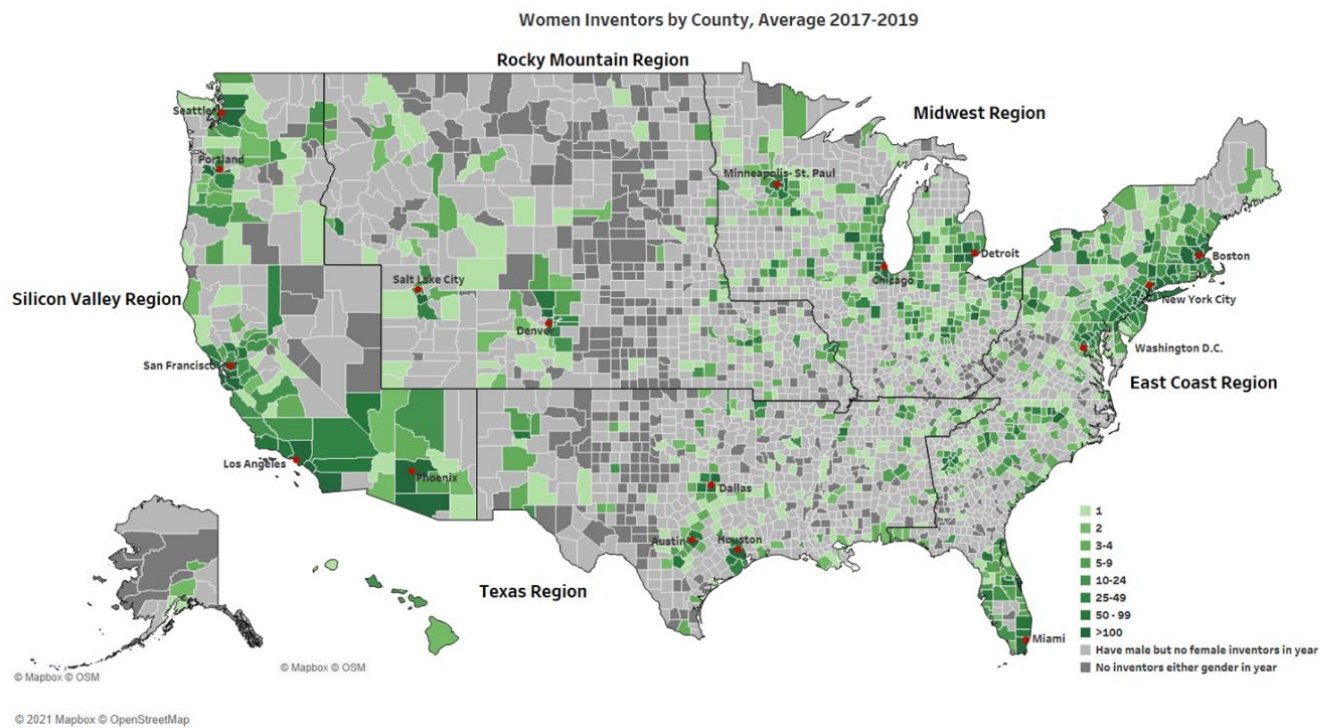 Women Inventors by County, Average 2017-2019
Rocky Mountain Region
Midwest Region
Seattle
Portland
Minneapolis- St. Paul
Detroit
Boston
Chicago
New York City
Salt Lake City
Silicon Valley Region
Denver
Washington D.C.
San Francisco
East Coast Region
Los Angeles
Phoenix
Dallas
Austin
Houston
Texas Region
Miami
1
2
3-4
5-9
10-24
25-49
50 - 99
>100
Have male but no female inventors in year
No inventors either gender in year
© Mapbox © OSM
© Mapbox © OSM
© 2021 Mapbox © OpenStreetMap